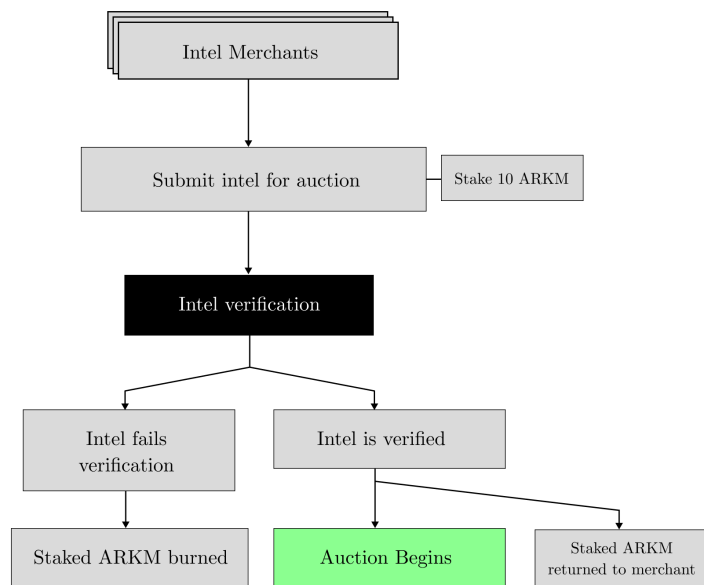 Intel Merchants
Submit intel for auction
Stake 10 ARKM
Intel verification
Intel fails
verification
Intel is verified
Staked ARKM burned
Auction Begins
Staked ARKM
returned to merchant